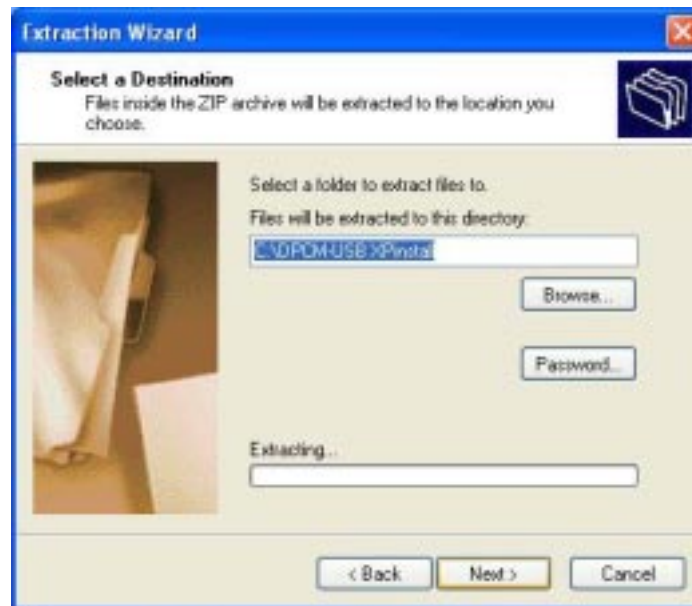 Extraction Wizard
Select a Destination
Files inside the ZIP archive will be extracted to the location you
choose.
Select a folder to extract files to.
Files will be extracted to this directory:
C:\DPCM-USB XPinstall
Browse...
Password...
Extracting...
< Back
Next >
Cancel